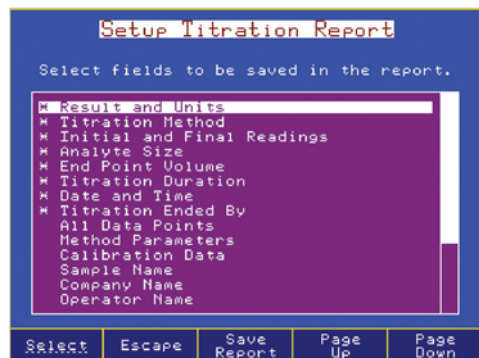 Setup Titration Report
Select fields to be saved in the report.
* Result and Units
* Titration Method
* Initial and Final Readings
* Analyte Size
* End Point Volume
* Titration Duration
* Date and Time
* Titration Ended By
All Data Points
Method Parameters
Calibration Data
Sample Name
Company Name
Operator Name
Select Escape Save Report Page Up Page Down